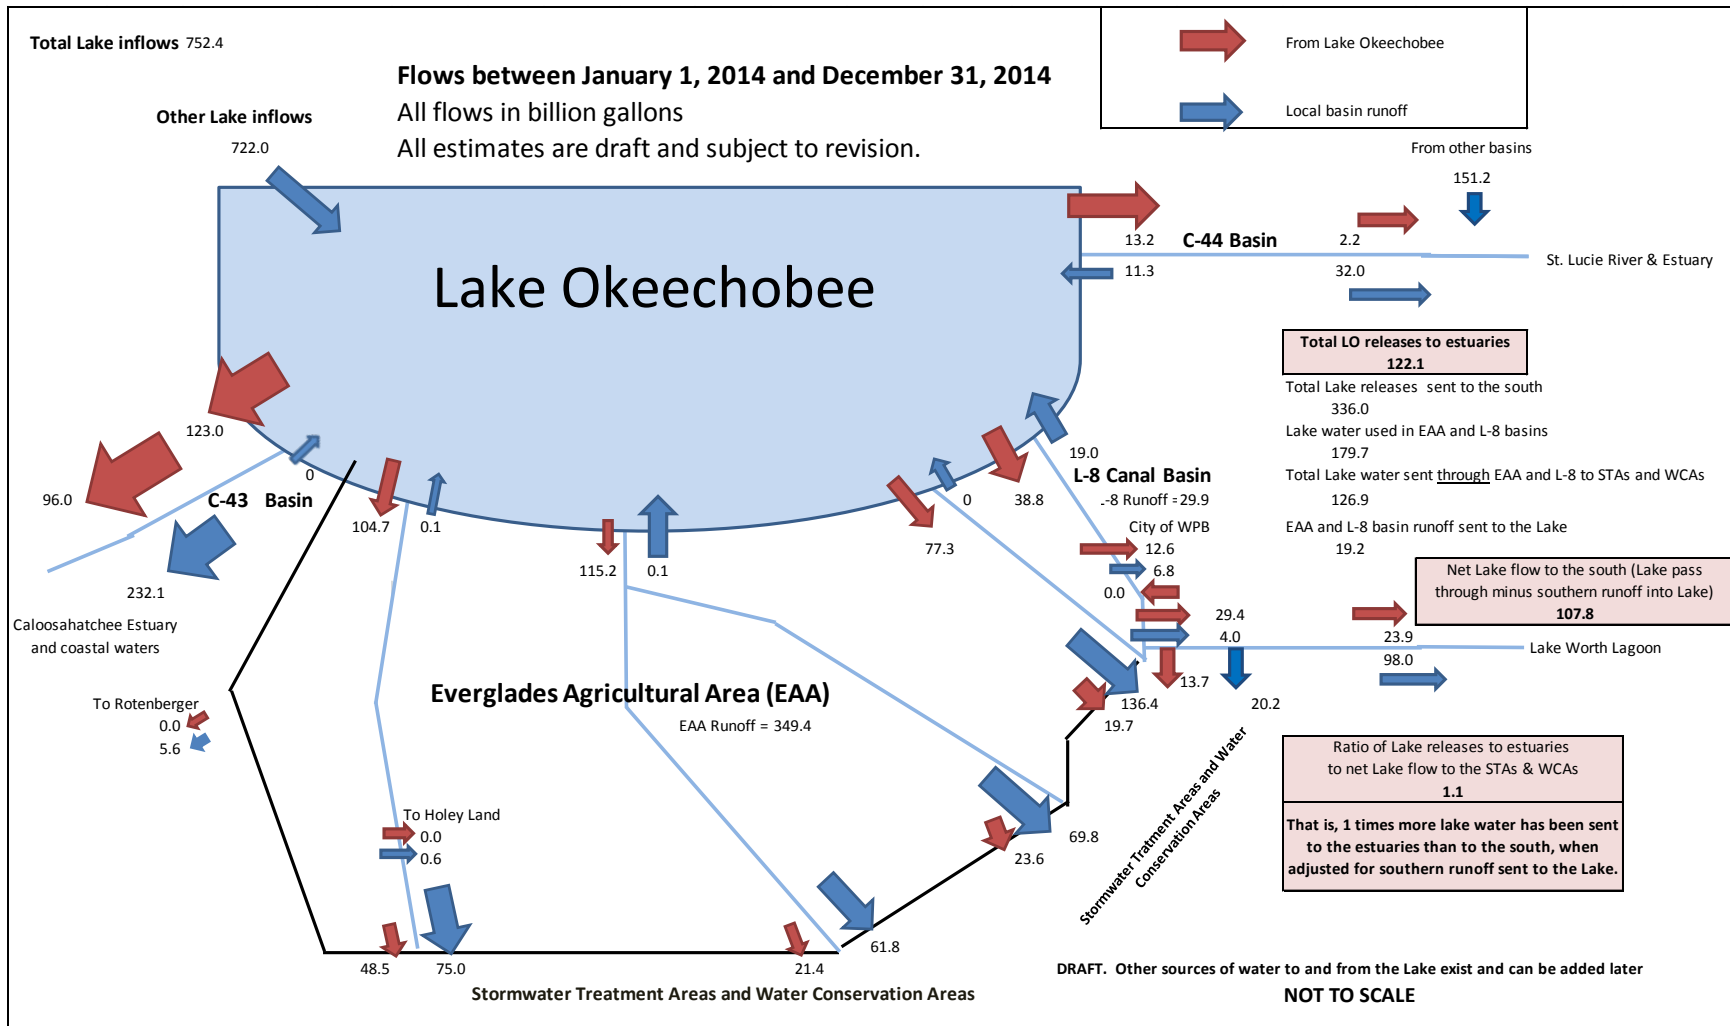 Total Lake inflows 752.4
From Lake Okeechobee
Local basin runoff
Flows between January 1, 2014 and December 31, 2014
All flows in billion gallons
All estimates are draft and subject to revision.
Other Lake inflows
722.0
From other basins
151.2
Lake Okeechobee
13.2
C-44 Basin
2.2
11.3
32.0
St. Lucie River & Estuary
Total LO releases to estuaries
122.1
Total Lake releases sent to the south
336.0
Lake water used in EAA and L-8 basins
179.7
Total Lake water sent through EAA and L-8 to STAs and WCAs
126.9
EAA and L-8 basin runoff sent to the Lake
19.2
Net Lake flow to the south (Lake pass
through minus southern runoff into Lake)
107.8
123.0
0
96.0
C-43 Basin
232.1
Caloosahatchee Estuary
and coastal waters
104.7
0.1
115.2
0.1
77.3
0
38.8
19.0
L-8 Canal Basin
L-8 Runoff =29.9
City of WPB
12.6
6.8
0.0
29.4
4.0
23.9
98.0
Lake Worth Lagoon
13.7
20.2
136.4
19.7
To Rotenberger
0.0
5.6
Everglades Agricultural Area (EAA)
EAA Runoff = 349.4
To Holey Land
0.0
0.6
69.8
23.6
61.8
21.4
48.5
75.0
Stormwater Tratment Areas and Water
Conservation Areas
Ratio of Lake releases to estuaries
to net Lake flow to the STAs & WCAs
1.1
That is, 1 times more lake water has been sent
to the estuaries than to the south, when
adjusted for southern runoff sent to the Lake.
Stormwater Treatment Areas and Water Conservation Areas
DRAFT. Other sources of water to and from the Lake exist and can be added later
NOT TO SCALE